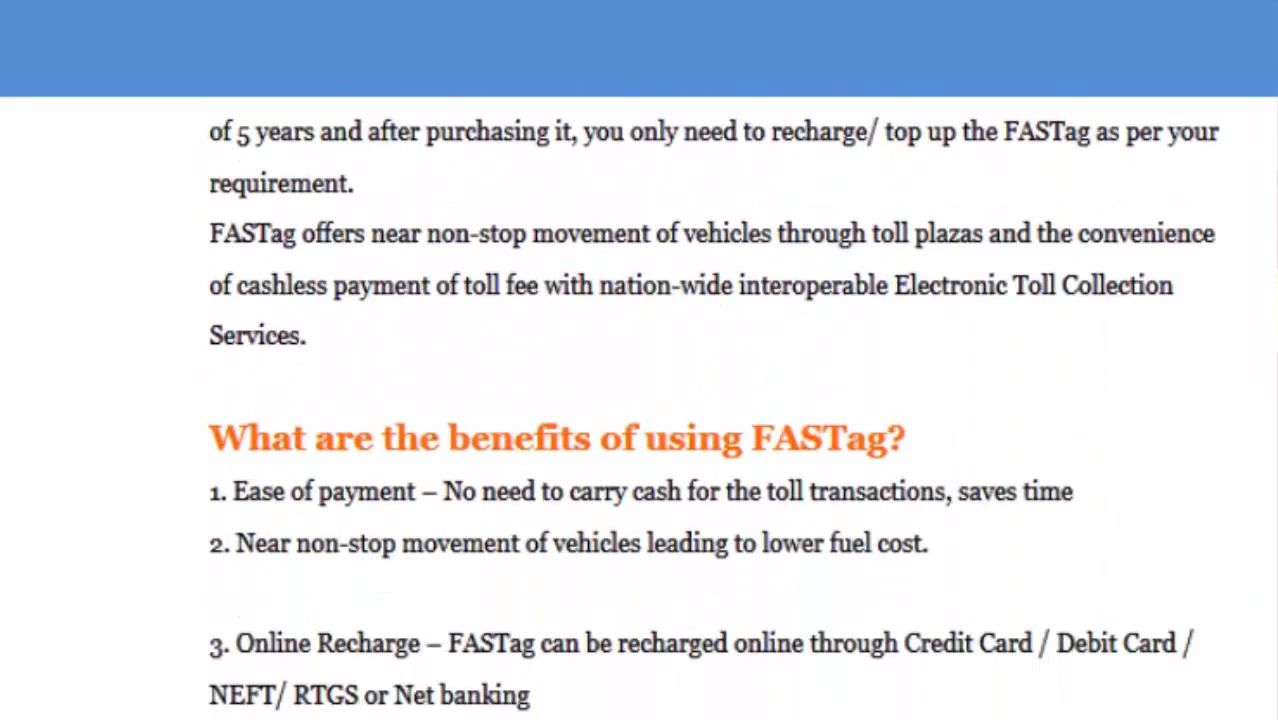 of 5 years and after purchasing it, you only need to recharge/ top up the FASTag as per your
requirement.
FASTag offers near non-stop movement of vehicles through toll plazas and the convenience
of cashless payment of toll fee with nation-wide interoperable Electronic Toll Collection
Services.
What are the benefits of using FASTag?
1. Ease of payment – No need to carry cash for the toll transactions, saves time
2. Near non-stop movement of vehicles leading to lower fuel cost.
3. Online Recharge – FASTag can be recharged online through Credit Card / Debit Card /
NEFT/ RTGS or Net banking